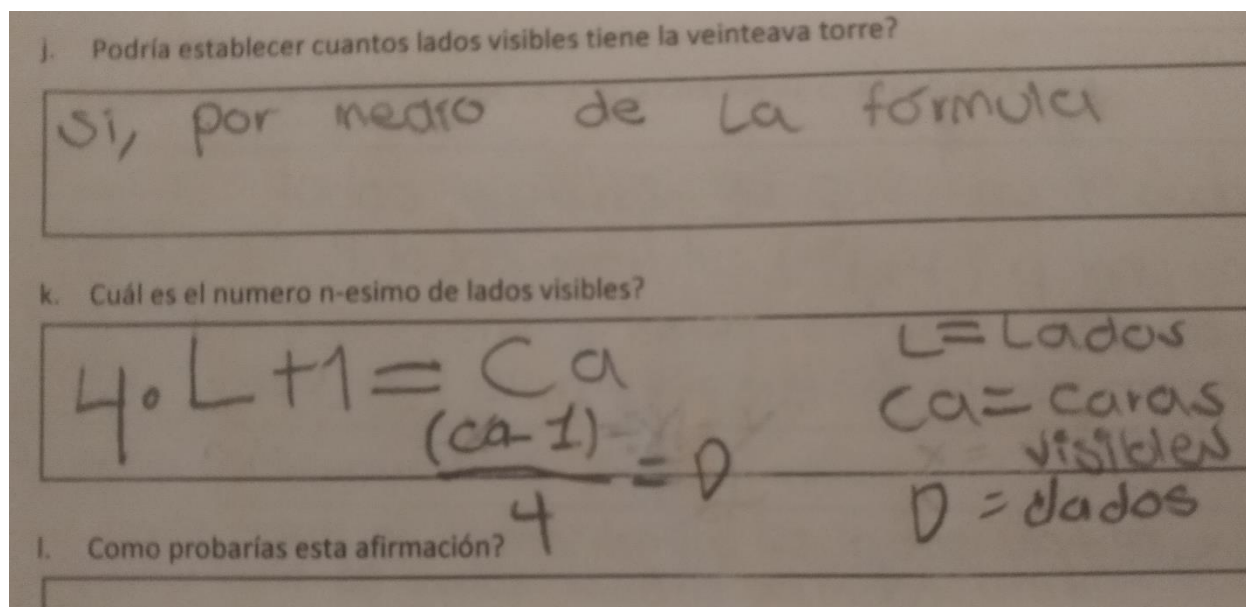 j. Podría establecer cuantos lados visibles tiene la veinteava torre?
Si, por medio de La fórmula
k. Cuál es el numero n-esimo de lados visibles?
4 · L + 1 = Ca
(ca - 1) / 4 = D
L = Lados
Ca = caras
visibles
D = dados
l. Como probarías esta afirmación?